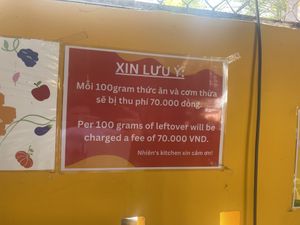 XIN LƯU Ý:
Mỗi 100gram thức ăn và cơm thừa
sẽ bị thu phí 70.000 đồng.
Per 100 grams of leftover will be
charged a fee of 70.000 VND.
Nhiên's kitchen xin cảm ơn!